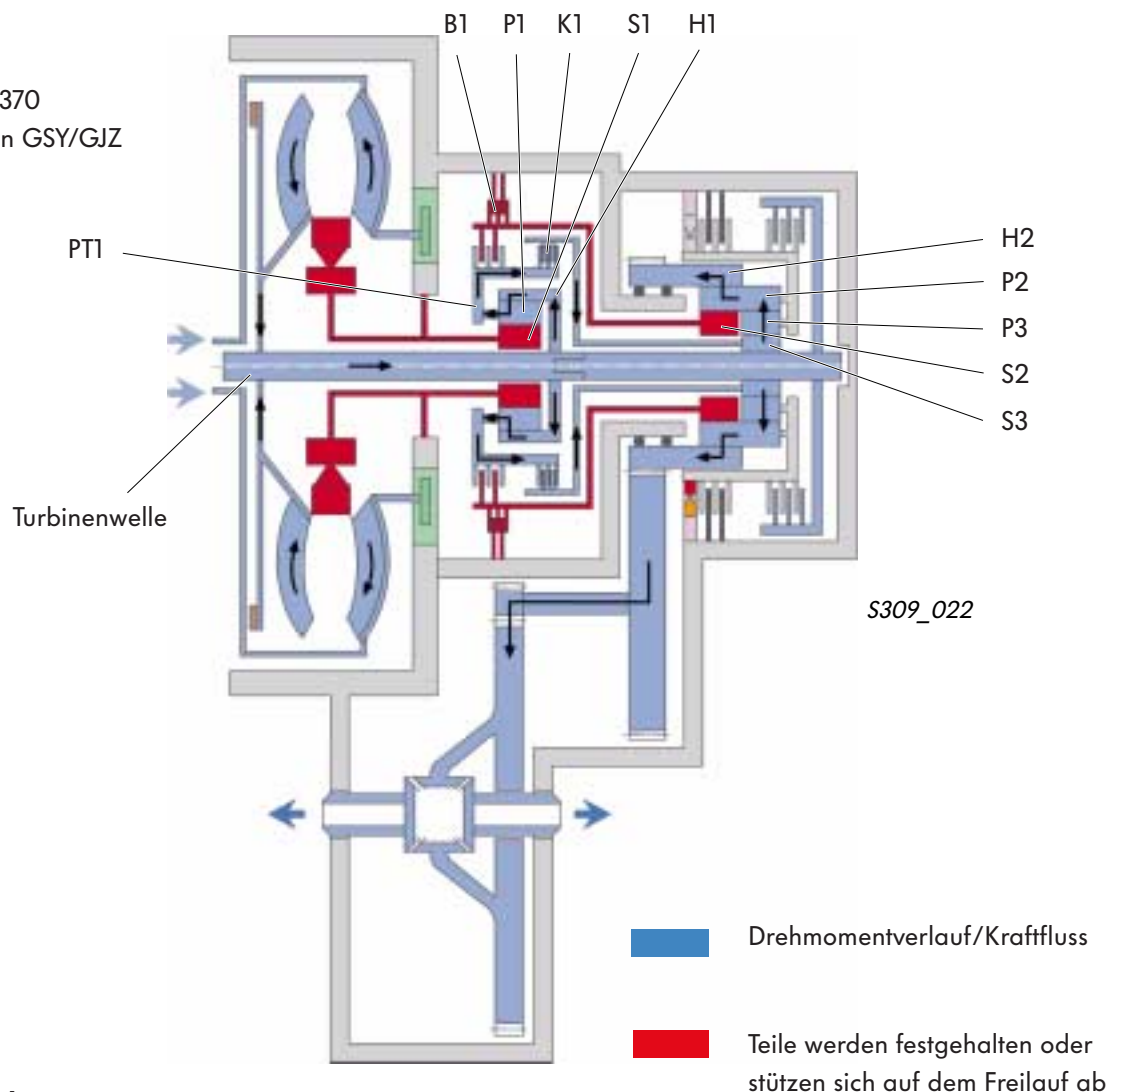 B1 P1 K1 S1 H1
370
n GSY/GJZ
PT1
H2
P2
P3
S2
S3
Turbinenwelle
S309_022
Drehmomentverlauf/Kraftfluss
Teile werden festgehalten oder
stützen sich auf dem Freilauf ab